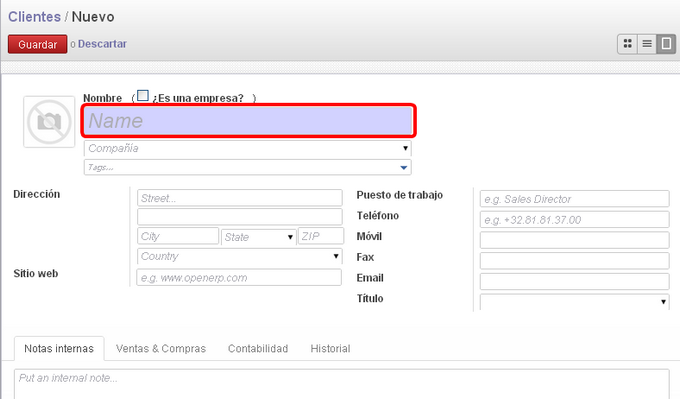 Clientes / Nuevo
Guardar o Descartar
Nombre ( ¿Es una empresa? )
Name
Compañía
Tags...
Dirección
Street...
City State ZIP
Country
Sitio web e.g. www.openerp.com
Puesto de trabajo e.g. Sales Director
Teléfono e.g. +32.81.81.37.00
Móvil
Fax
Email
Título
Notas internas Ventas & Compras Contabilidad Historial
Put an internal note...